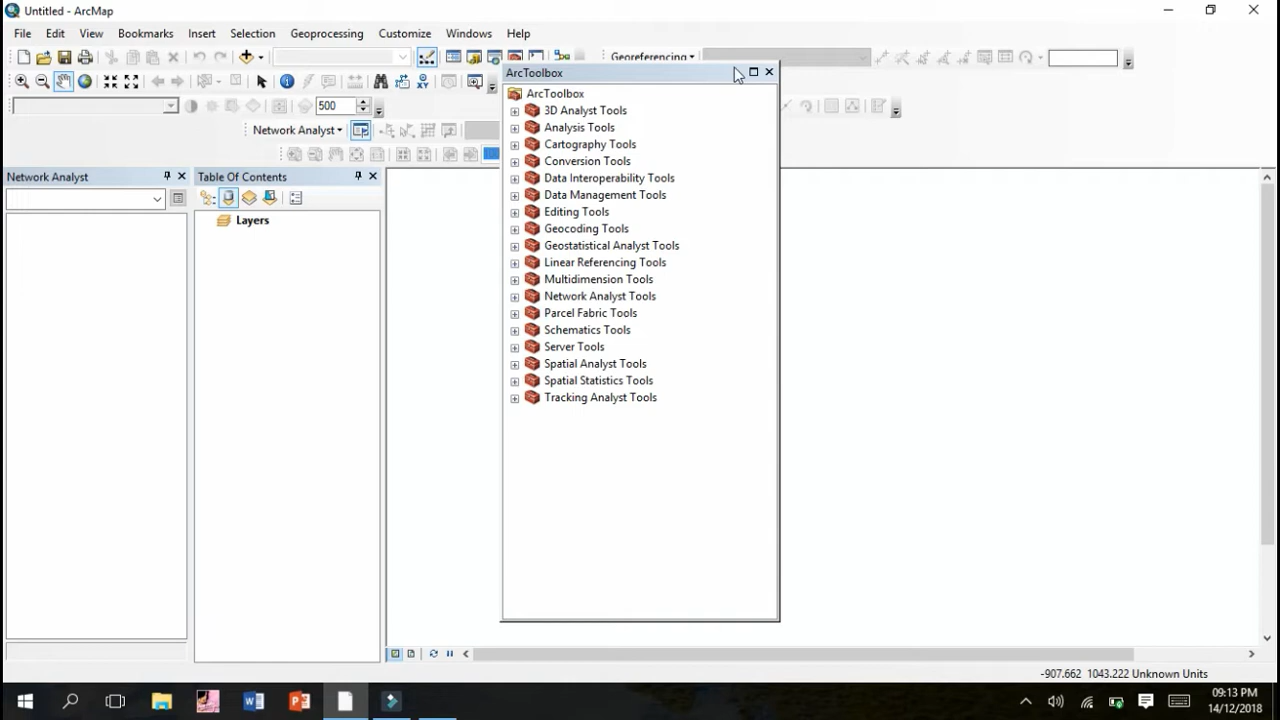 Untitled - ArcMap
File Edit View Bookmarks Insert Selection Geoprocessing Customize Windows Help
Georeferencing
500
Network Analyst
ArcToolbox
ArcToolbox
3D Analyst Tools
Analysis Tools
Cartography Tools
Conversion Tools
Data Interoperability Tools
Data Management Tools
Editing Tools
Geocoding Tools
Geostatistical Analyst Tools
Linear Referencing Tools
Multidimension Tools
Network Analyst Tools
Parcel Fabric Tools
Schematics Tools
Server Tools
Spatial Analyst Tools
Spatial Statistics Tools
Tracking Analyst Tools
Network Analyst
Table Of Contents
Layers
-907.662 1043.222 Unknown Units
09:13 PM
14/12/2018